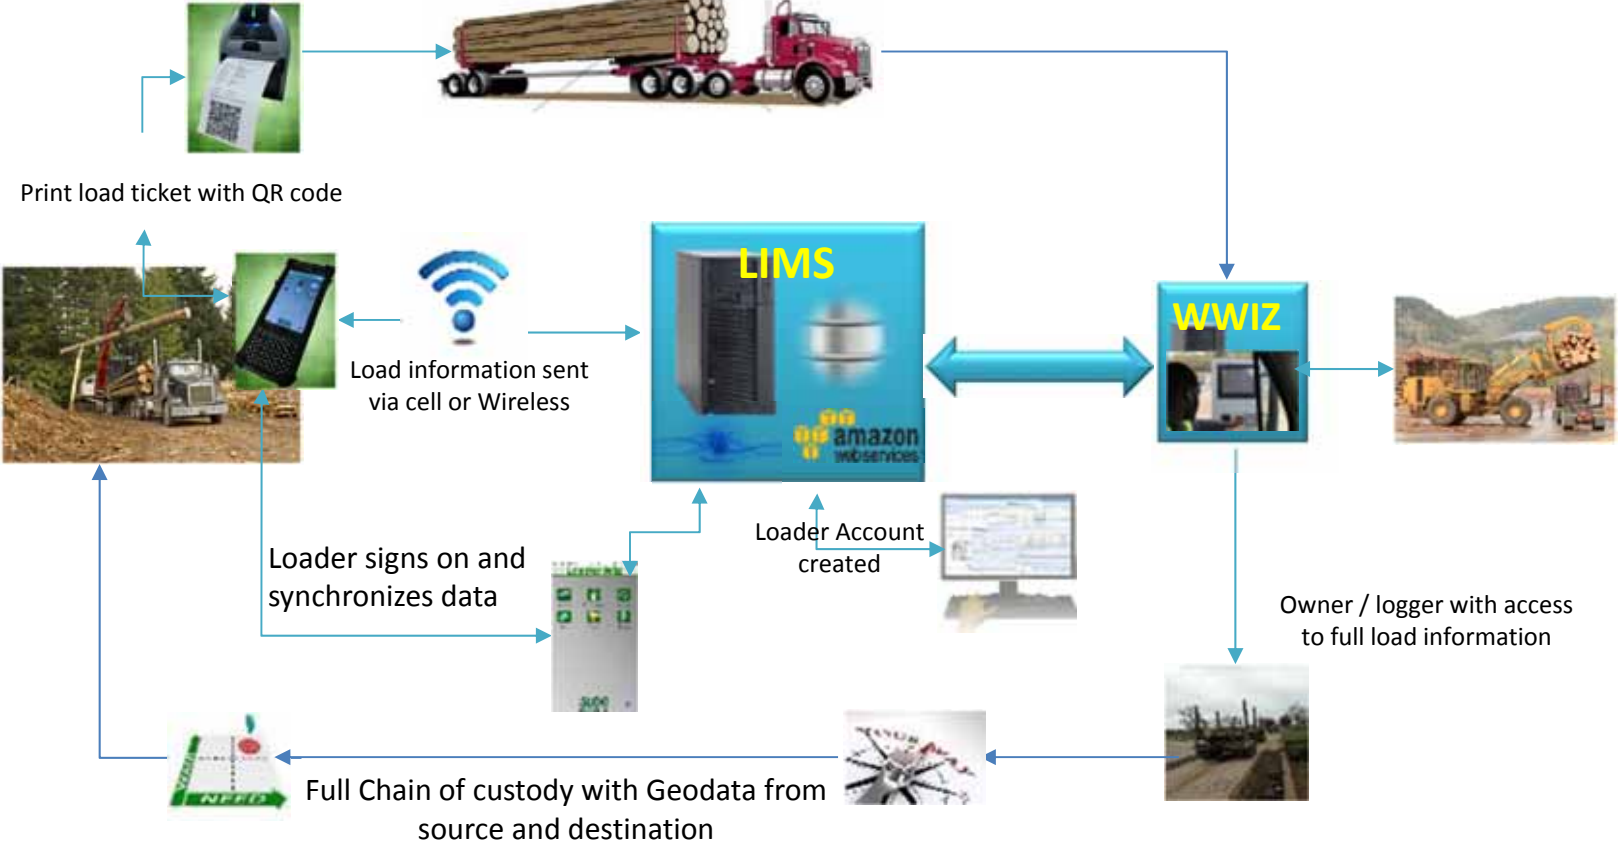 Print load ticket with QR code
LIMS
WWIZ
Load information sent
via cell or Wireless
amazon
webservices
Loader Account
created
Loader signs on and
synchronizes data
Owner / logger with access
to full load information
NEED
Full Chain of custody with Geodata from
source and destination